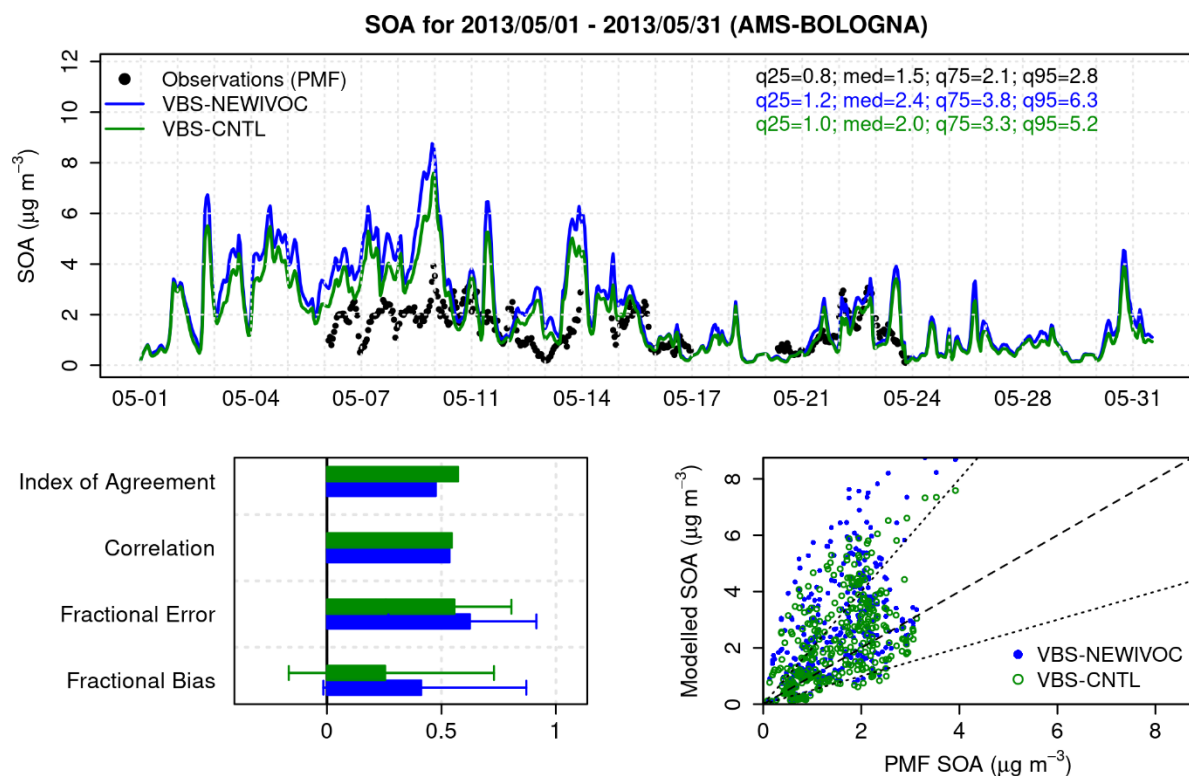 SOA for 2013/05/01 - 2013/05/31 (AMS-BOLOGNA)
SOA (µg m⁻³)
12
10
8
6
4
2
0
Observations (PMF)
VBS-NEWIVOC
VBS-CNTL
q25=0.8; med=1.5; q75=2.1; q95=2.8
q25=1.2; med=2.4; q75=3.8; q95=6.3
q25=1.0; med=2.0; q75=3.3; q95=5.2
05-01 05-04 05-07 05-11 05-14 05-17 05-21 05-24 05-28 05-31
Index of Agreement
Correlation
Fractional Error
Fractional Bias
0 0.5 1
Modelled SOA (µg m⁻³)
8
6
4
2
0
VBS-NEWIVOC
VBS-CNTL
0 2 4 6 8
PMF SOA (µg m⁻³)